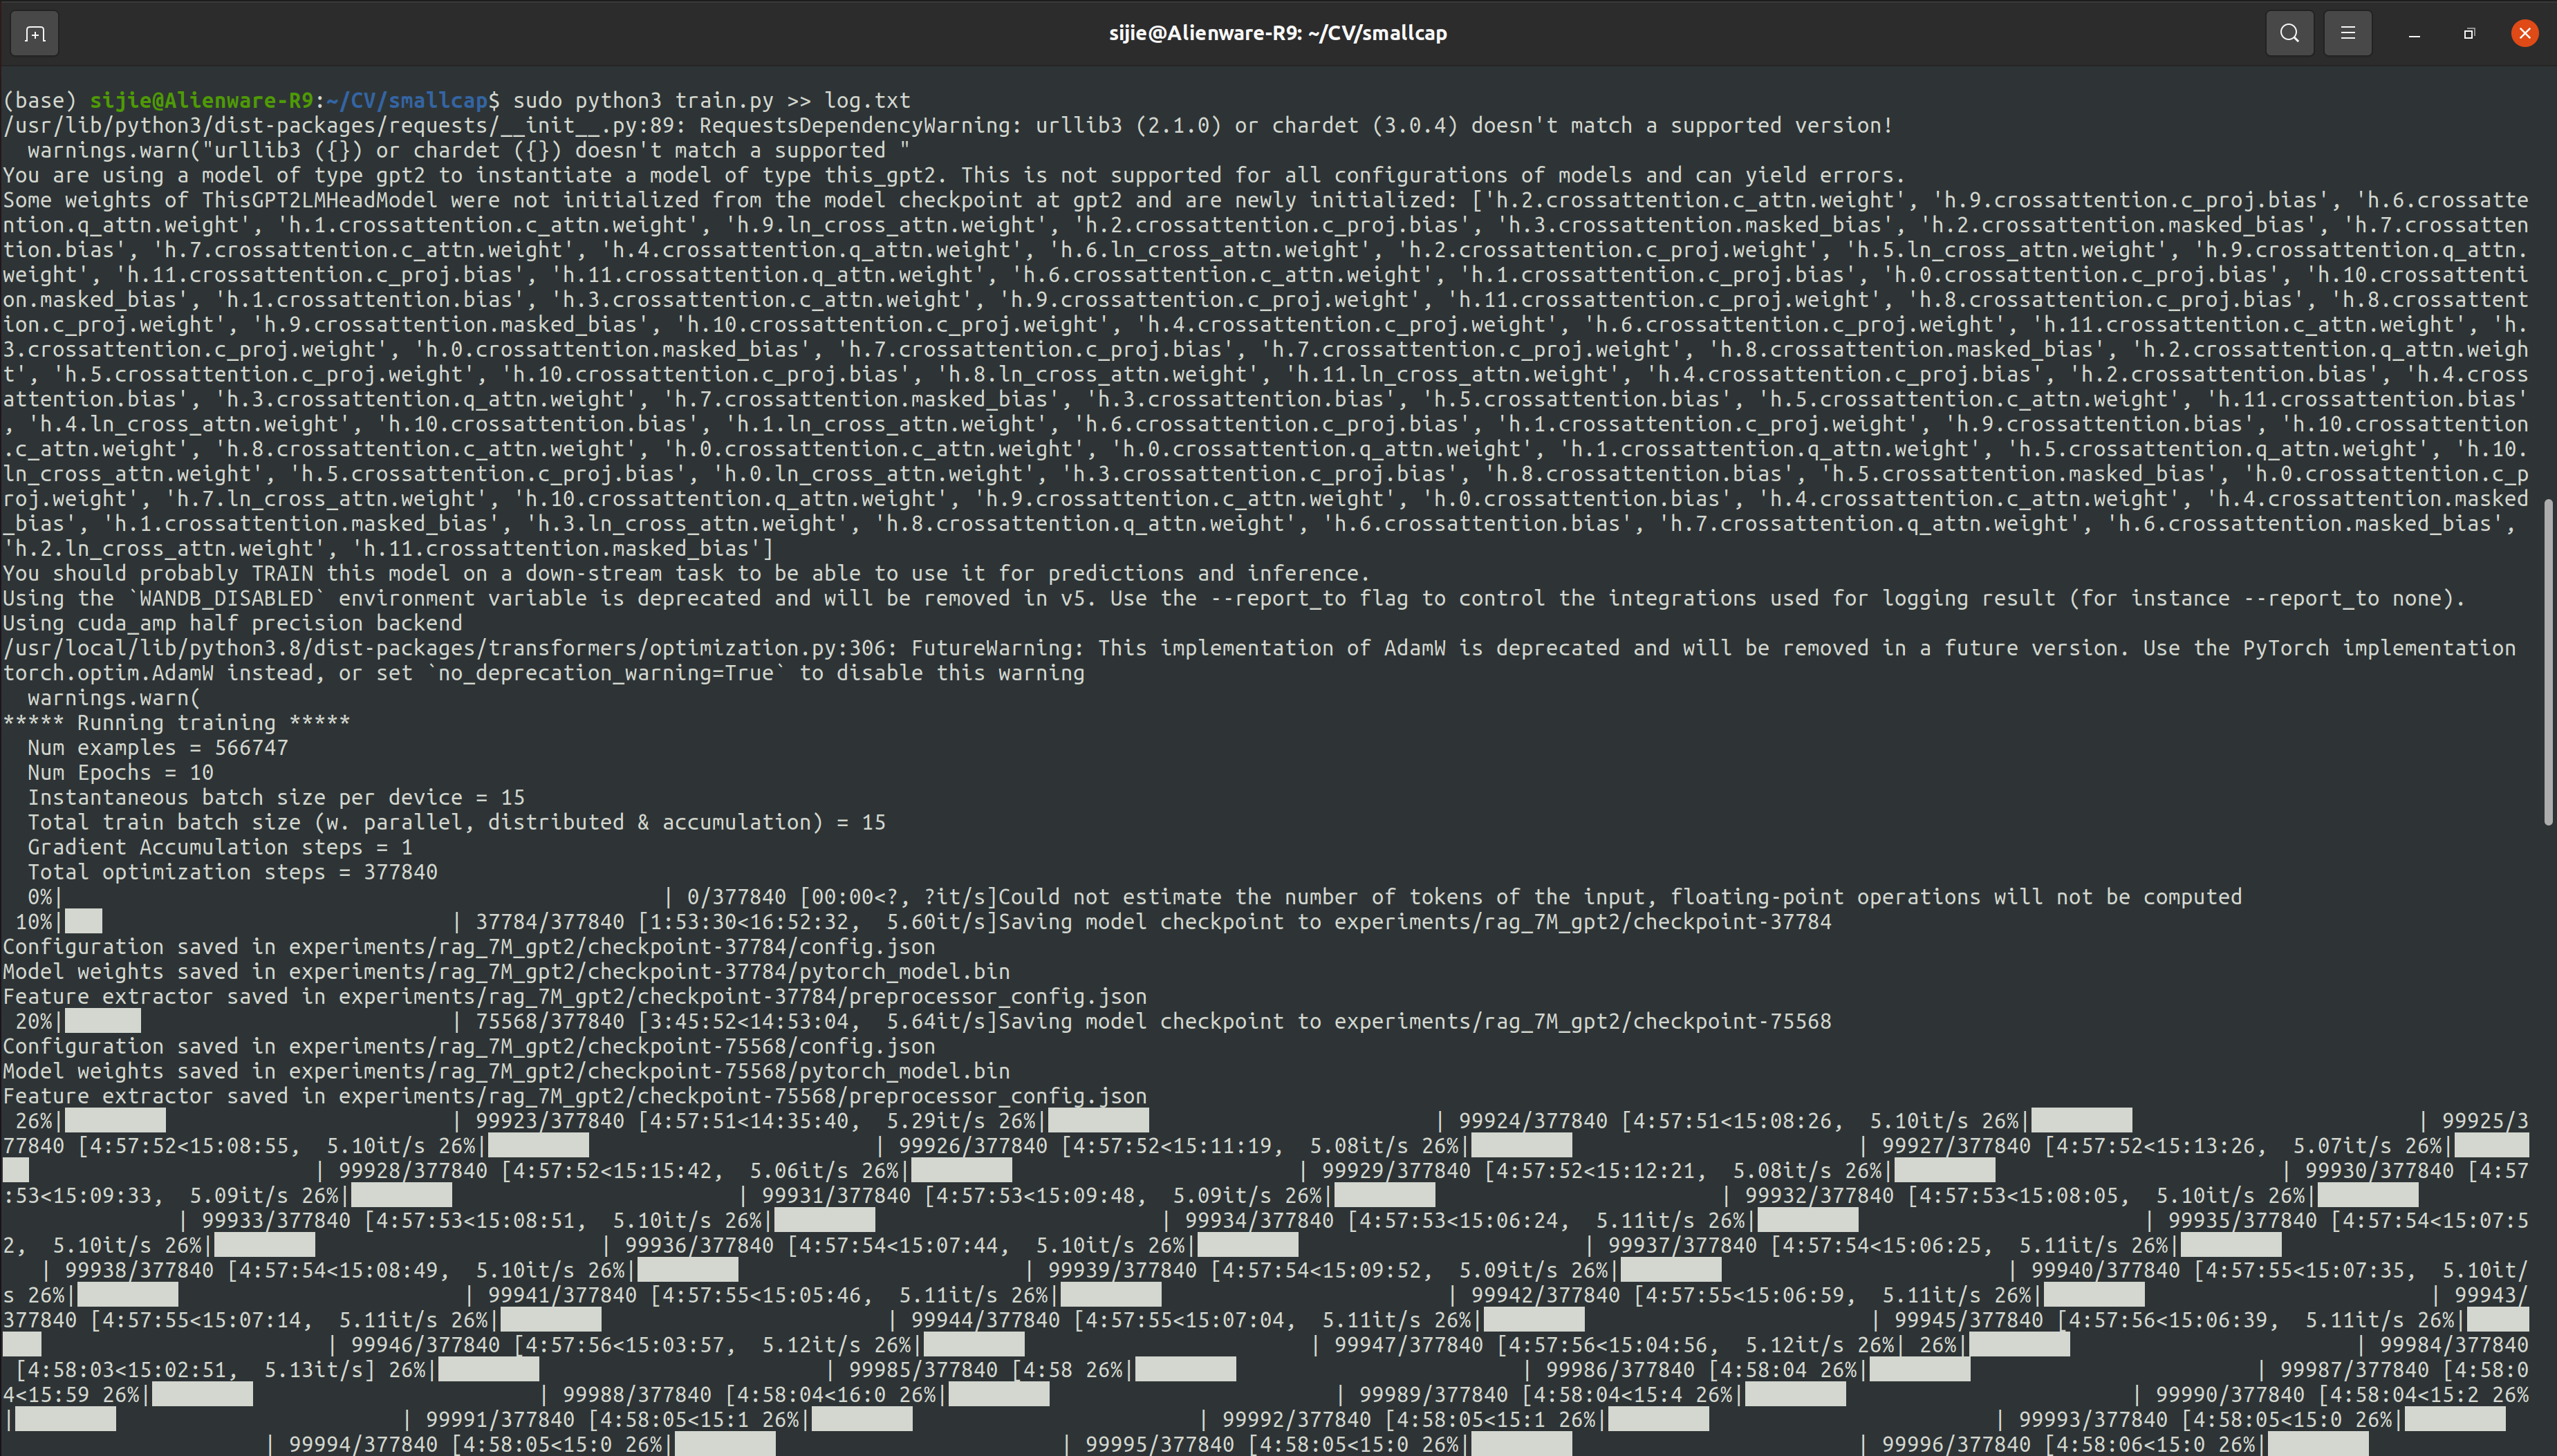 sijie@Alienware-R9: ~/CV/smallcap
(base) sijie@Alienware-R9:~/CV/smallcap$ sudo python3 train.py >> log.txt
/usr/lib/python3/dist-packages/requests/__init__.py:89: RequestsDependencyWarning: urllib3 (2.1.0) or chardet (3.0.4) doesn't match a supported version!
  warnings.warn("urllib3 ({}) or chardet ({}) doesn't match a supported "
You are using a model of type gpt2 to instantiate a model of type this_gpt2. This is not supported for all configurations of models and can yield errors.
Some weights of ThisGPT2LMHeadModel were not initialized from the model checkpoint at gpt2 and are newly initialized: ['h.2.crossattention.c_attn.weight', 'h.9.crossattention.c_proj.bias', 'h.6.crossatte
ntion.q_attn.weight', 'h.1.crossattention.c_attn.weight', 'h.9.ln_cross_attn.weight', 'h.2.crossattention.c_proj.bias', 'h.3.crossattention.masked_bias', 'h.2.crossattention.masked_bias', 'h.7.crossatten
tion.bias', 'h.7.crossattention.c_attn.weight', 'h.4.crossattention.q_attn.weight', 'h.6.ln_cross_attn.weight', 'h.2.crossattention.c_proj.weight', 'h.5.ln_cross_attn.weight', 'h.9.crossattention.q_attn.
weight', 'h.11.crossattention.c_proj.bias', 'h.11.crossattention.q_attn.weight', 'h.6.crossattention.c_attn.weight', 'h.1.crossattention.c_proj.bias', 'h.0.crossattention.c_proj.bias', 'h.10.crossattenti
on.masked_bias', 'h.1.crossattention.bias', 'h.3.crossattention.c_attn.weight', 'h.9.crossattention.c_proj.weight', 'h.11.crossattention.c_proj.weight', 'h.8.crossattention.c_proj.bias', 'h.8.crossattent
ion.c_proj.weight', 'h.9.crossattention.masked_bias', 'h.10.crossattention.c_proj.weight', 'h.4.crossattention.c_proj.weight', 'h.6.crossattention.c_proj.weight', 'h.11.crossattention.c_attn.weight', 'h.
3.crossattention.c_proj.weight', 'h.0.crossattention.masked_bias', 'h.7.crossattention.c_proj.bias', 'h.7.crossattention.c_proj.weight', 'h.8.crossattention.masked_bias', 'h.2.crossattention.q_attn.weigh
t', 'h.5.crossattention.c_proj.weight', 'h.10.crossattention.c_proj.bias', 'h.8.ln_cross_attn.weight', 'h.11.ln_cross_attn.weight', 'h.4.crossattention.c_proj.bias', 'h.2.crossattention.bias', 'h.4.cross
attention.bias', 'h.3.crossattention.q_attn.weight', 'h.7.crossattention.masked_bias', 'h.3.crossattention.bias', 'h.5.crossattention.bias', 'h.5.crossattention.c_attn.weight', 'h.11.crossattention.bias'
, 'h.4.ln_cross_attn.weight', 'h.10.crossattention.bias', 'h.1.ln_cross_attn.weight', 'h.6.crossattention.c_proj.bias', 'h.1.crossattention.c_proj.weight', 'h.9.crossattention.bias', 'h.10.crossattention
.c_attn.weight', 'h.8.crossattention.c_attn.weight', 'h.0.crossattention.c_attn.weight', 'h.0.crossattention.q_attn.weight', 'h.1.crossattention.q_attn.weight', 'h.5.crossattention.q_attn.weight', 'h.10.
ln_cross_attn.weight', 'h.5.crossattention.c_proj.bias', 'h.0.ln_cross_attn.weight', 'h.3.crossattention.c_proj.bias', 'h.8.crossattention.bias', 'h.5.crossattention.masked_bias', 'h.0.crossattention.c_p
roj.weight', 'h.7.ln_cross_attn.weight', 'h.10.crossattention.q_attn.weight', 'h.9.crossattention.c_attn.weight', 'h.0.crossattention.bias', 'h.4.crossattention.c_attn.weight', 'h.4.crossattention.masked
_bias', 'h.1.crossattention.masked_bias', 'h.3.ln_cross_attn.weight', 'h.8.crossattention.q_attn.weight', 'h.6.crossattention.bias', 'h.7.crossattention.q_attn.weight', 'h.6.crossattention.masked_bias',
'h.2.ln_cross_attn.weight', 'h.11.crossattention.masked_bias']
You should probably TRAIN this model on a down-stream task to be able to use it for predictions and inference.
Using the `WANDB_DISABLED` environment variable is deprecated and will be removed in v5. Use the --report_to flag to control the integrations used for logging result (for instance --report_to none).
Using cuda_amp half precision backend
/usr/local/lib/python3.8/dist-packages/transformers/optimization.py:306: FutureWarning: This implementation of AdamW is deprecated and will be removed in a future version. Use the PyTorch implementation
torch.optim.AdamW instead, or set `no_deprecation_warning=True` to disable this warning
  warnings.warn(
***** Running training *****
  Num examples = 566747
  Num Epochs = 10
  Instantaneous batch size per device = 15
  Total train batch size (w. parallel, distributed & accumulation) = 15
  Gradient Accumulation steps = 1
  Total optimization steps = 377840
  0%| | 0/377840 [00:00<?, ?it/s]Could not estimate the number of tokens of the input, floating-point operations will not be computed
 10%| | 37784/377840 [1:53:30<16:52:32,  5.60it/s]Saving model checkpoint to experiments/rag_7M_gpt2/checkpoint-37784
Configuration saved in experiments/rag_7M_gpt2/checkpoint-37784/config.json
Model weights saved in experiments/rag_7M_gpt2/checkpoint-37784/pytorch_model.bin
Feature extractor saved in experiments/rag_7M_gpt2/checkpoint-37784/preprocessor_config.json
 20%| | 75568/377840 [3:45:52<14:53:04,  5.64it/s]Saving model checkpoint to experiments/rag_7M_gpt2/checkpoint-75568
Configuration saved in experiments/rag_7M_gpt2/checkpoint-75568/config.json
Model weights saved in experiments/rag_7M_gpt2/checkpoint-75568/pytorch_model.bin
Feature extractor saved in experiments/rag_7M_gpt2/checkpoint-75568/preprocessor_config.json
 26%| | 99923/377840 [4:57:51<14:35:40,  5.29it/s 26%| | 99924/377840 [4:57:51<15:08:26,  5.10it/s 26%| | 99925/3
77840 [4:57:52<15:08:55,  5.10it/s 26%| | 99926/377840 [4:57:52<15:11:19,  5.08it/s 26%| | 99927/377840 [4:57:52<15:13:26,  5.07it/s 26%|
| 99928/377840 [4:57:52<15:15:42,  5.06it/s 26%| | 99929/377840 [4:57:52<15:12:21,  5.08it/s 26%| | 99930/377840 [4:57
:53<15:09:33,  5.09it/s 26%| | 99931/377840 [4:57:53<15:09:48,  5.09it/s 26%| | 99932/377840 [4:57:53<15:08:05,  5.10it/s 26%|
| 99933/377840 [4:57:53<15:08:51,  5.10it/s 26%| | 99934/377840 [4:57:53<15:06:24,  5.11it/s 26%| | 99935/377840 [4:57:54<15:07:5
2,  5.10it/s 26%| | 99936/377840 [4:57:54<15:07:44,  5.10it/s 26%| | 99937/377840 [4:57:54<15:06:25,  5.11it/s 26%|
| 99938/377840 [4:57:54<15:08:49,  5.10it/s 26%| | 99939/377840 [4:57:54<15:09:52,  5.09it/s 26%| | 99940/377840 [4:57:55<15:07:35,  5.10it/
s 26%| | 99941/377840 [4:57:55<15:05:46,  5.11it/s 26%| | 99942/377840 [4:57:55<15:06:59,  5.11it/s 26%| | 99943/
377840 [4:57:55<15:07:14,  5.11it/s 26%| | 99944/377840 [4:57:55<15:07:04,  5.11it/s 26%| | 99945/377840 [4:57:56<15:06:39,  5.11it/s 26%|
| 99946/377840 [4:57:56<15:03:57,  5.12it/s 26%| | 99947/377840 [4:57:56<15:04:56,  5.12it/s 26%| 26%| | 99984/377840
 [4:58:03<15:02:51,  5.13it/s] 26%| | 99985/377840 [4:58 26%| | 99986/377840 [4:58:04 26%| | 99987/377840 [4:58:0
4<15:59 26%| | 99988/377840 [4:58:04<16:0 26%| | 99989/377840 [4:58:04<15:4 26%| | 99990/377840 [4:58:04<15:2 26%
| | 99991/377840 [4:58:05<15:1 26%| | 99992/377840 [4:58:05<15:1 26%| | 99993/377840 [4:58:05<15:0 26%|
| 99994/377840 [4:58:05<15:0 26%| | 99995/377840 [4:58:05<15:0 26%| | 99996/377840 [4:58:06<15:0 26%|